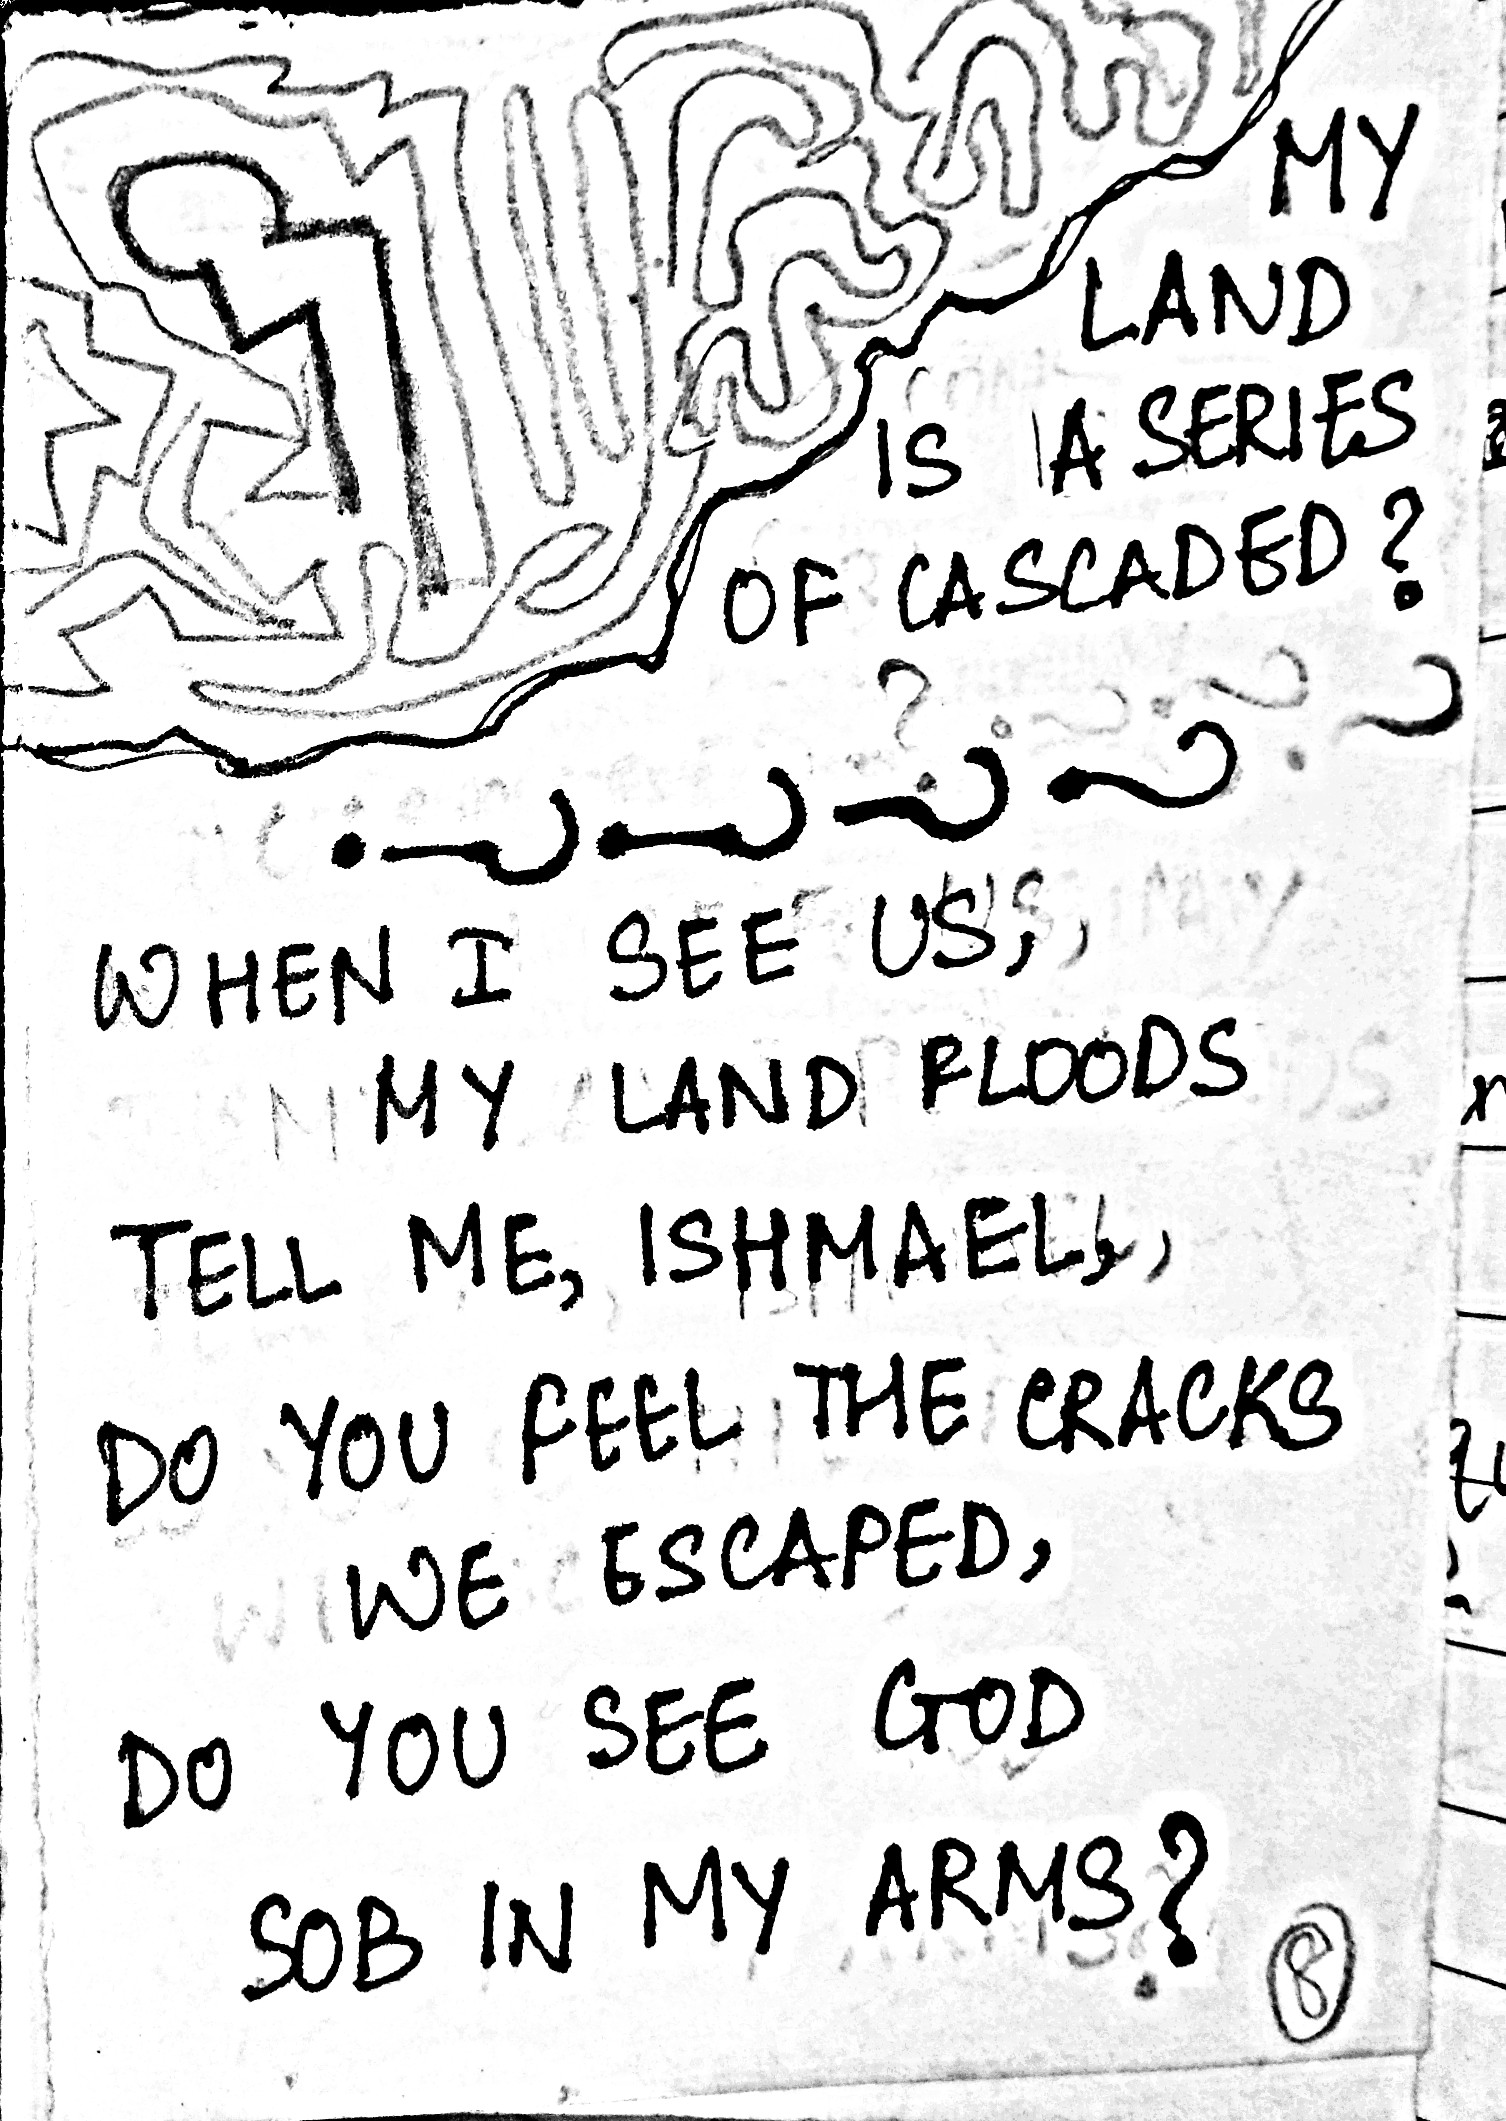 MY
LAND
IS A SERIES
OF CASCADED ?
WHEN I SEE US,
MY LAND FLOODS
TELL ME, ISHMAEL,
DO YOU FEEL THE CRACKS
WE ESCAPED,
DO YOU SEE GOD
SOB IN MY ARMS?
8